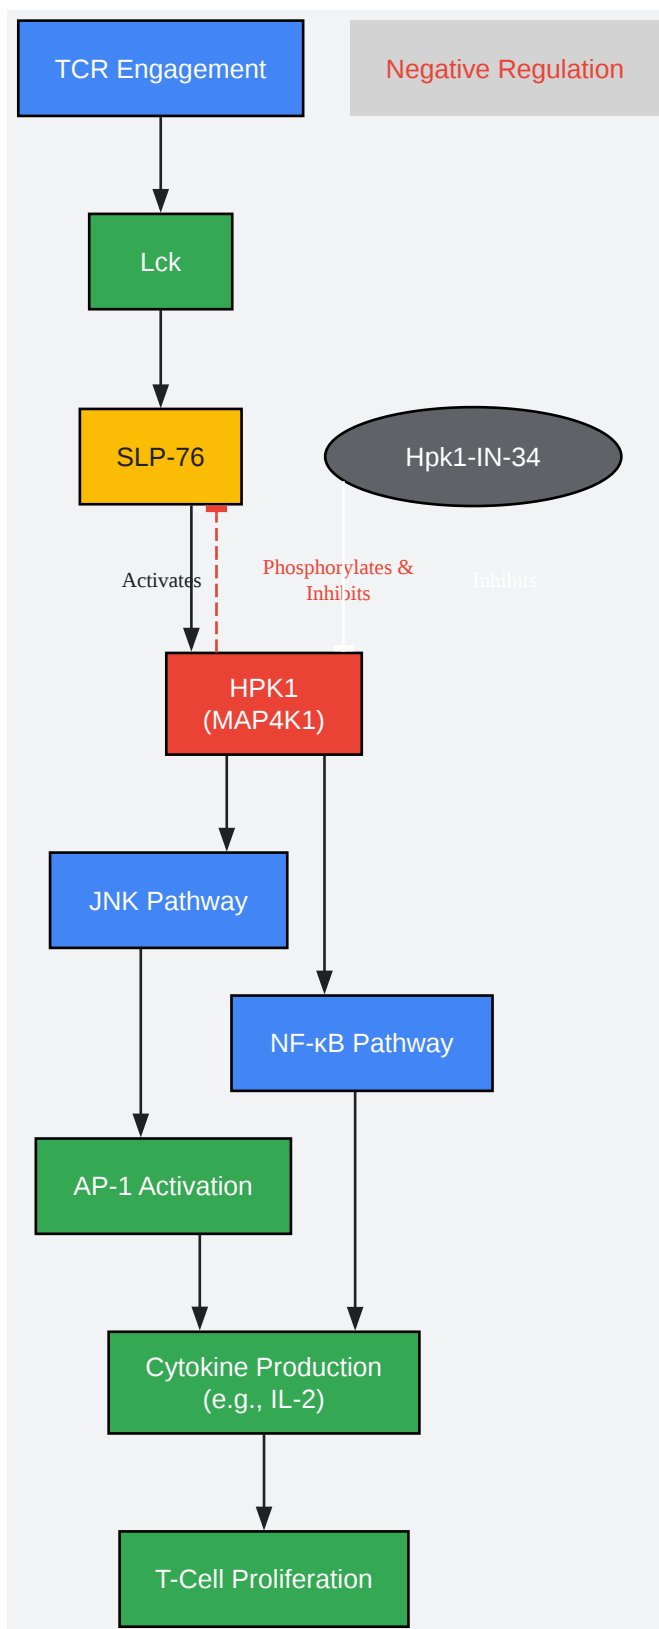 TCR Engagement
Negative Regulation
Lck
SLP-76
Hpk1-IN-34
Activates
Phosphorylates &
Inhibits
Inhibits
HPK1
(MAP4K1)
JNK Pathway
NF-κB Pathway
AP-1 Activation
Cytokine Production
(e.g., IL-2)
T-Cell Proliferation